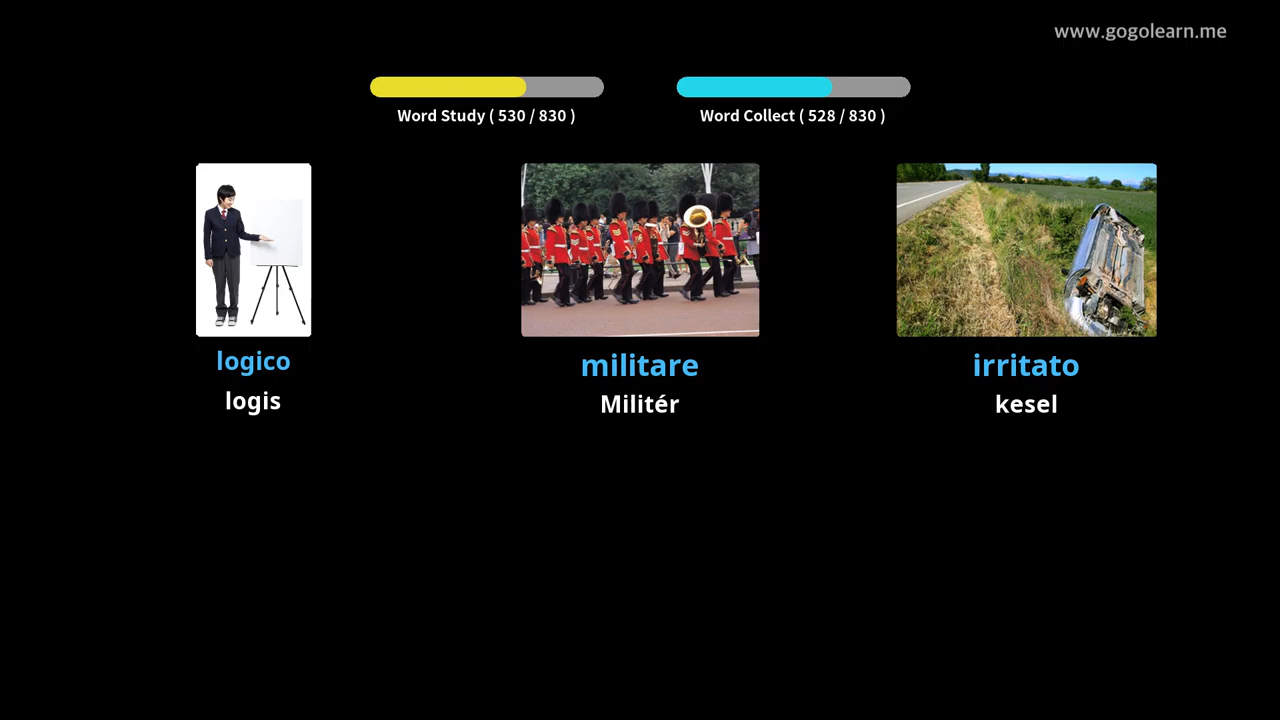 www.gogolearn.me
Word Study ( 530 / 830 )
Word Collect ( 528 / 830 )
logico
logis
militare
Militér
irritato
kesel